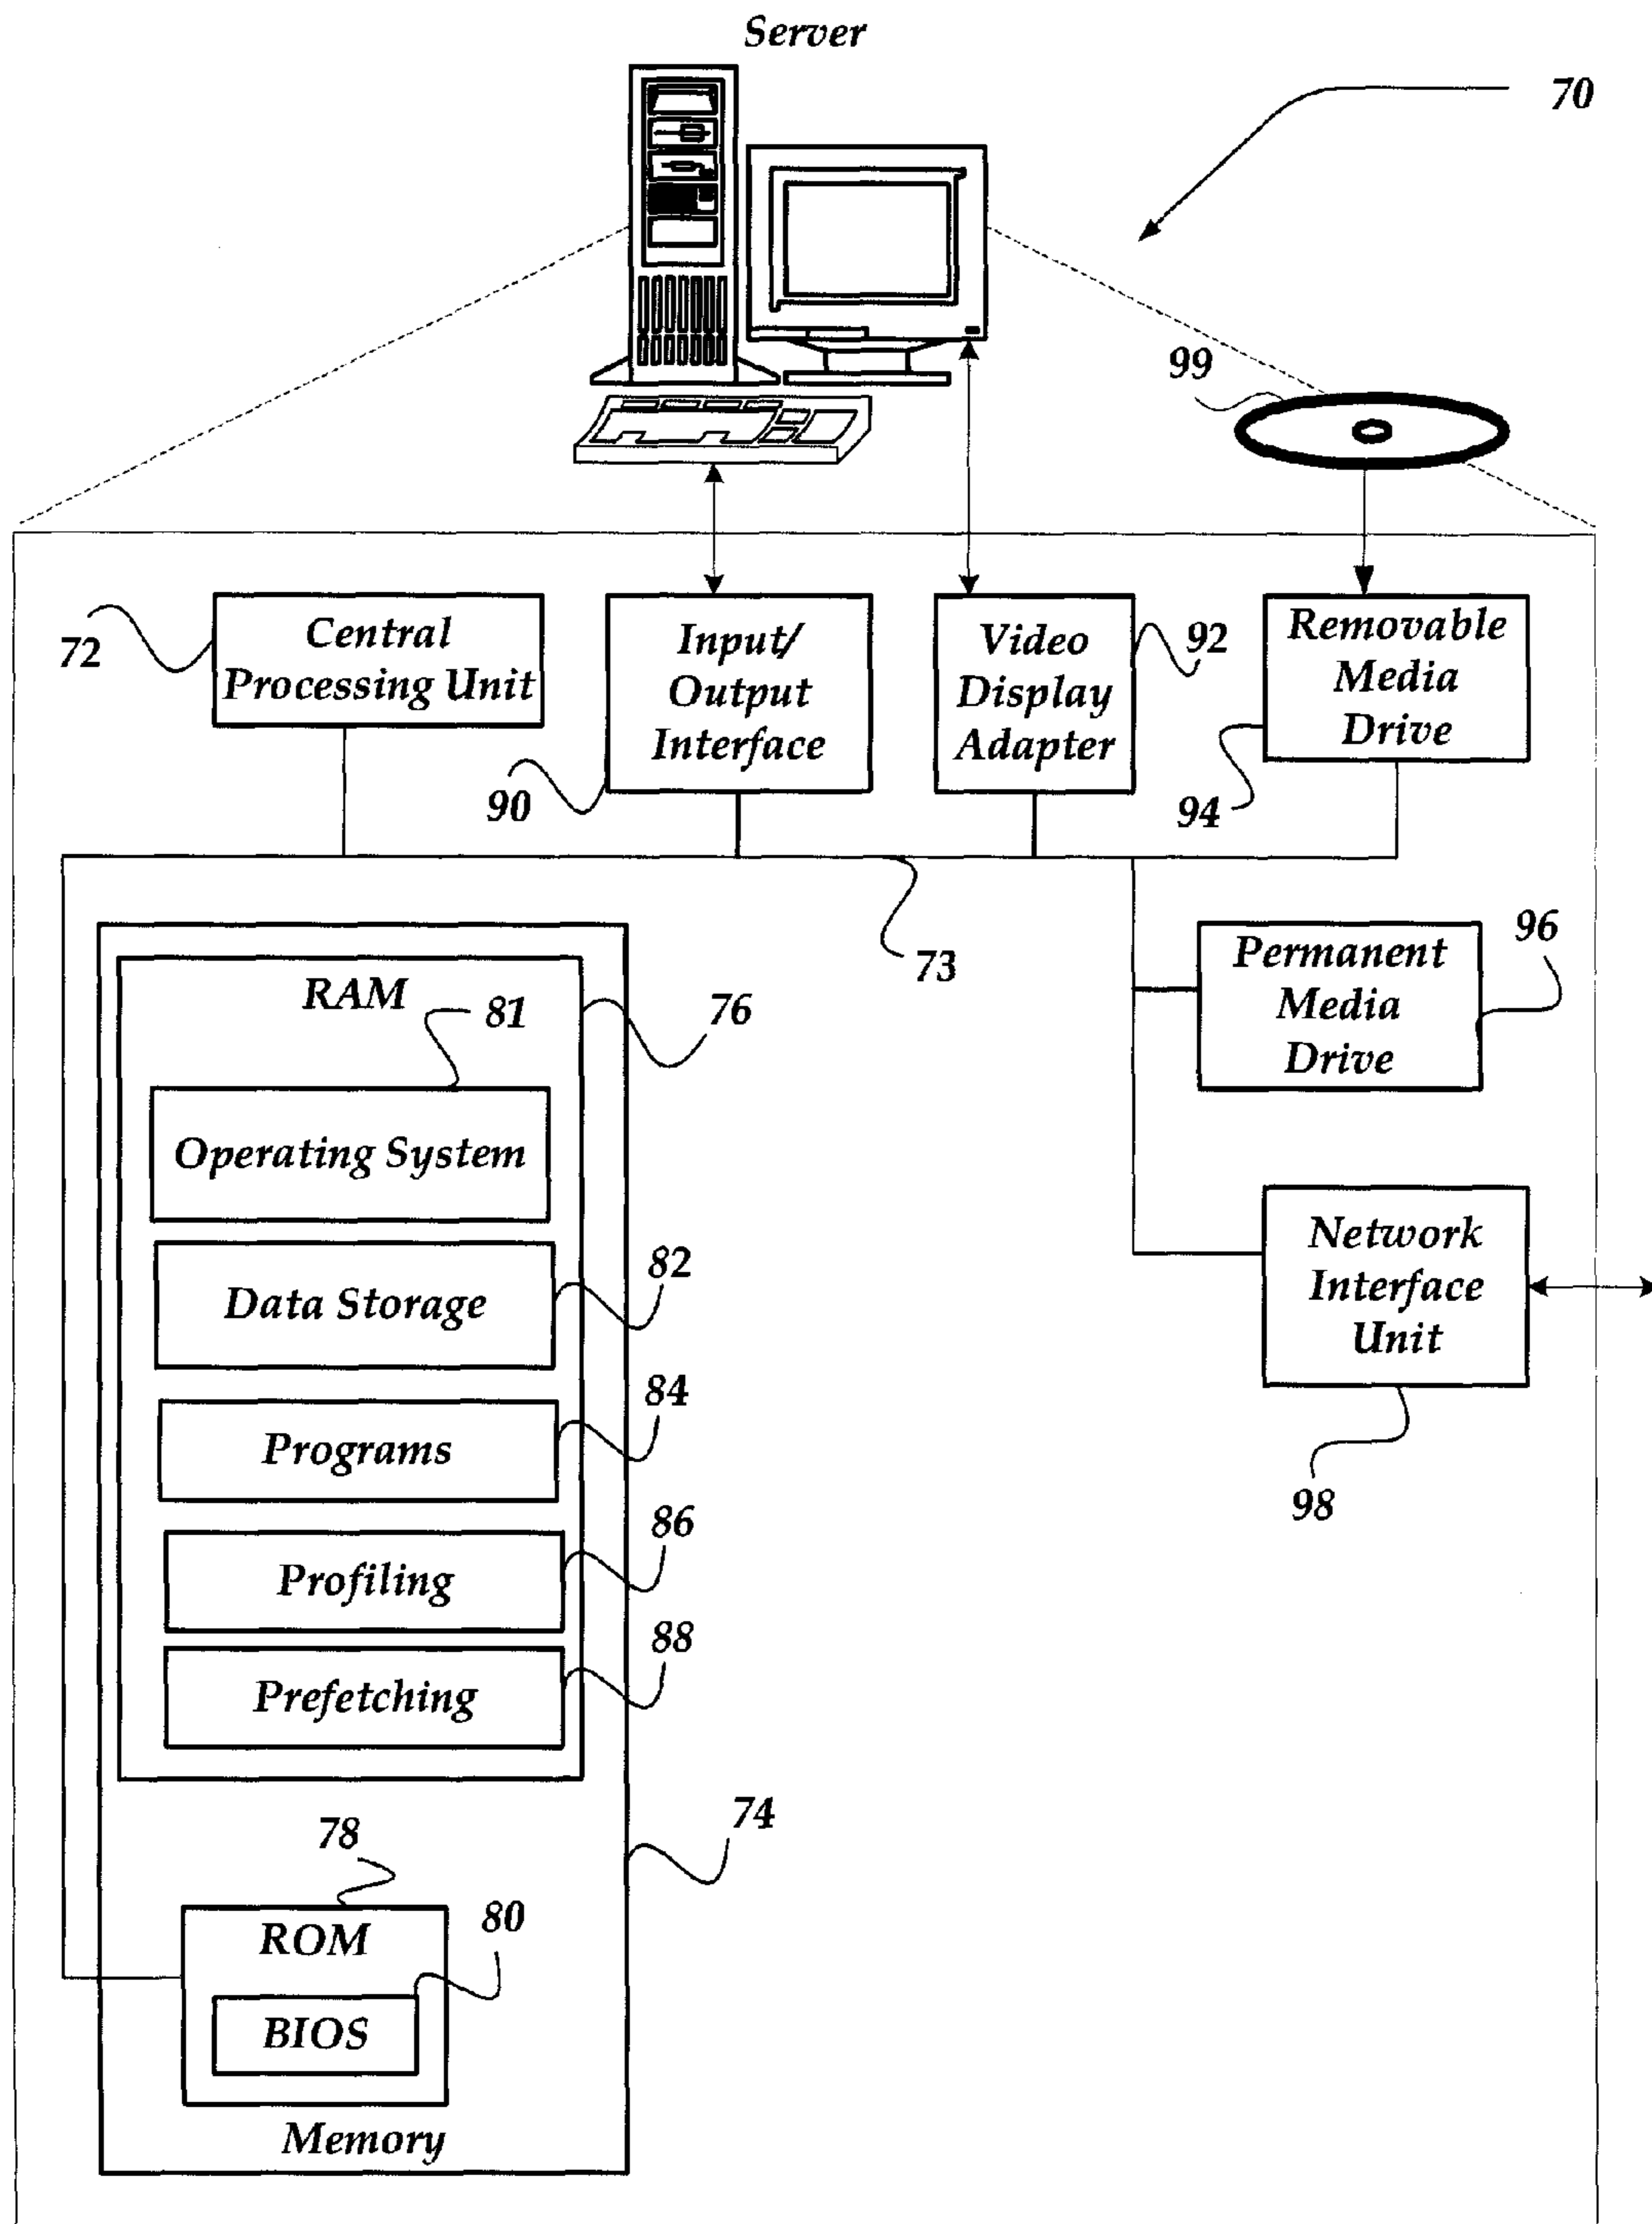 Server
70
99
72
Central
Processing Unit
Input/
Output
Interface
90
Video
Display
Adapter
92
Removable
Media
Drive
94
73
Permanent
Media
Drive
96
RAM
81
76
Operating System
Data Storage
82
Programs
84
Profiling
86
Prefetching
88
Network
Interface
Unit
98
74
78
ROM
80
BIOS
Memory